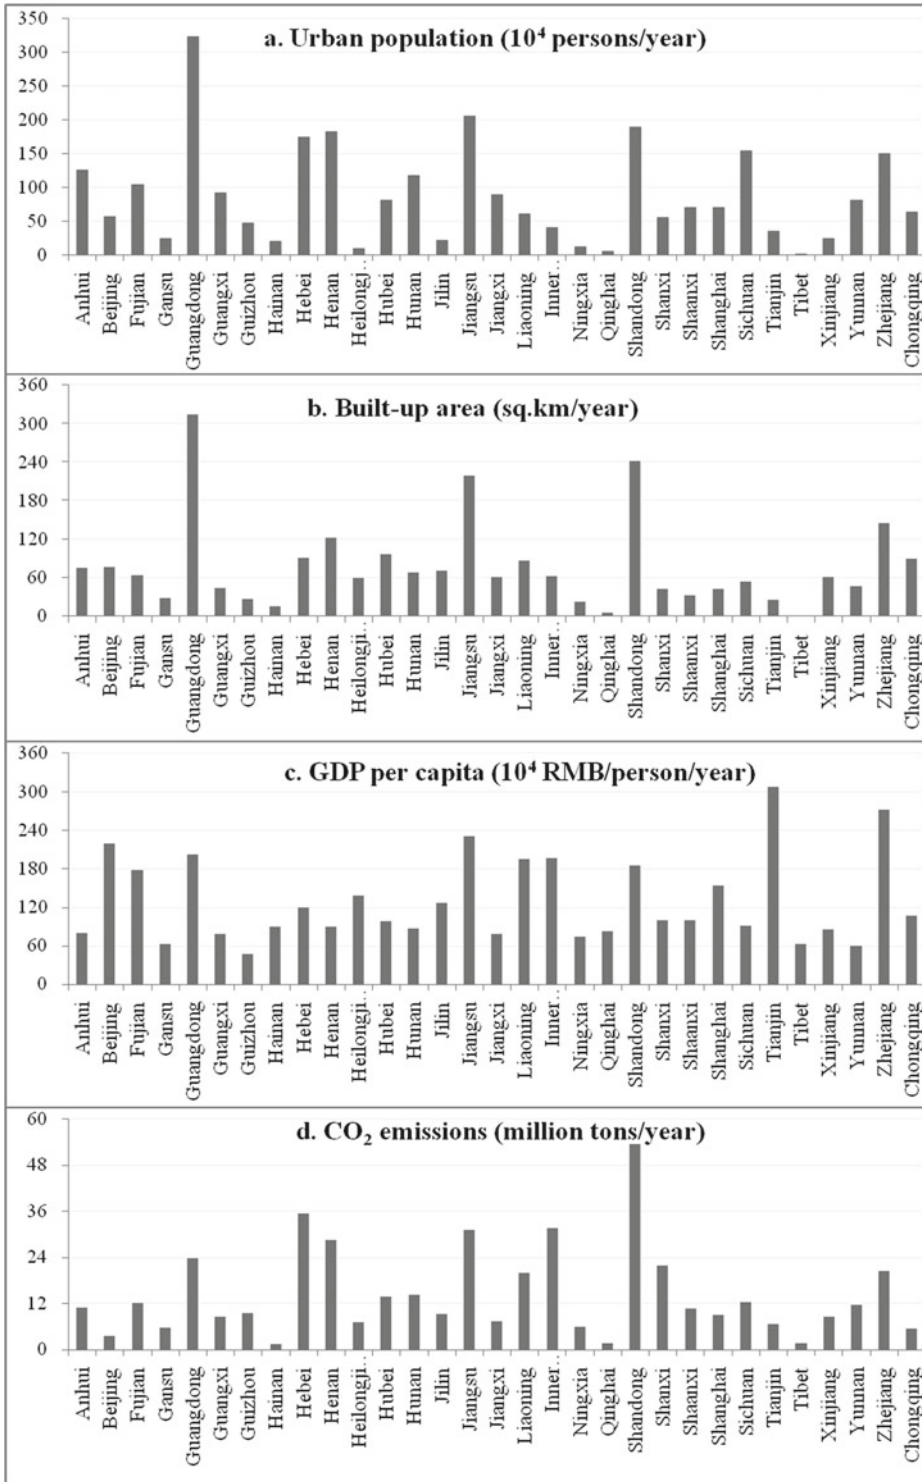 a. Urban population (10⁴ persons/year)
350
300
250
200
150
100
50
0
Anhui
Beijing
Fujian
Gansu
Guangdong
Guangxi
Guizhou
Hainan
Hebei
Henan
Heilongji…
Hubei
Hunan
Jilin
Jiangsu
Jiangxi
Liaoning
Inner…
Ningxia
Qinghai
Shandong
Shanxi
Shaanxi
Shanghai
Sichuan
Tianjin
Tibet
Xinjiang
Yunnan
Zhejiang
Chongqing
b. Built-up area (sq.km/year)
360
300
240
180
120
60
0
Anhui
Beijing
Fujian
Gansu
Guangdong
Guangxi
Guizhou
Hainan
Hebei
Henan
Heilongji…
Hubei
Hunan
Jilin
Jiangsu
Jiangxi
Liaoning
Inner…
Ningxia
Qinghai
Shandong
Shanxi
Shaanxi
Shanghai
Sichuan
Tianjin
Tibet
Xinjiang
Yunnan
Zhejiang
Chongqing
c. GDP per capita (10⁴ RMB/person/year)
360
300
240
180
120
60
0
Anhui
Beijing
Fujian
Gansu
Guangdong
Guangxi
Guizhou
Hainan
Hebei
Henan
Heilongji…
Hubei
Hunan
Jilin
Jiangsu
Jiangxi
Liaoning
Inner…
Ningxia
Qinghai
Shandong
Shanxi
Shaanxi
Shanghai
Sichuan
Tianjin
Tibet
Xinjiang
Yunnan
Zhejiang
Chongqing
d. CO₂ emissions (million tons/year)
60
48
36
24
12
0
Anhui
Beijing
Fujian
Gansu
Guangdong
Guangxi
Guizhou
Hainan
Hebei
Henan
Heilongji…
Hubei
Hunan
Jilin
Jiangsu
Jiangxi
Liaoning
Inner…
Ningxia
Qinghai
Shandong
Shanxi
Shaanxi
Shanghai
Sichuan
Tianjin
Tibet
Xinjiang
Yunnan
Zhejiang
Chongqing